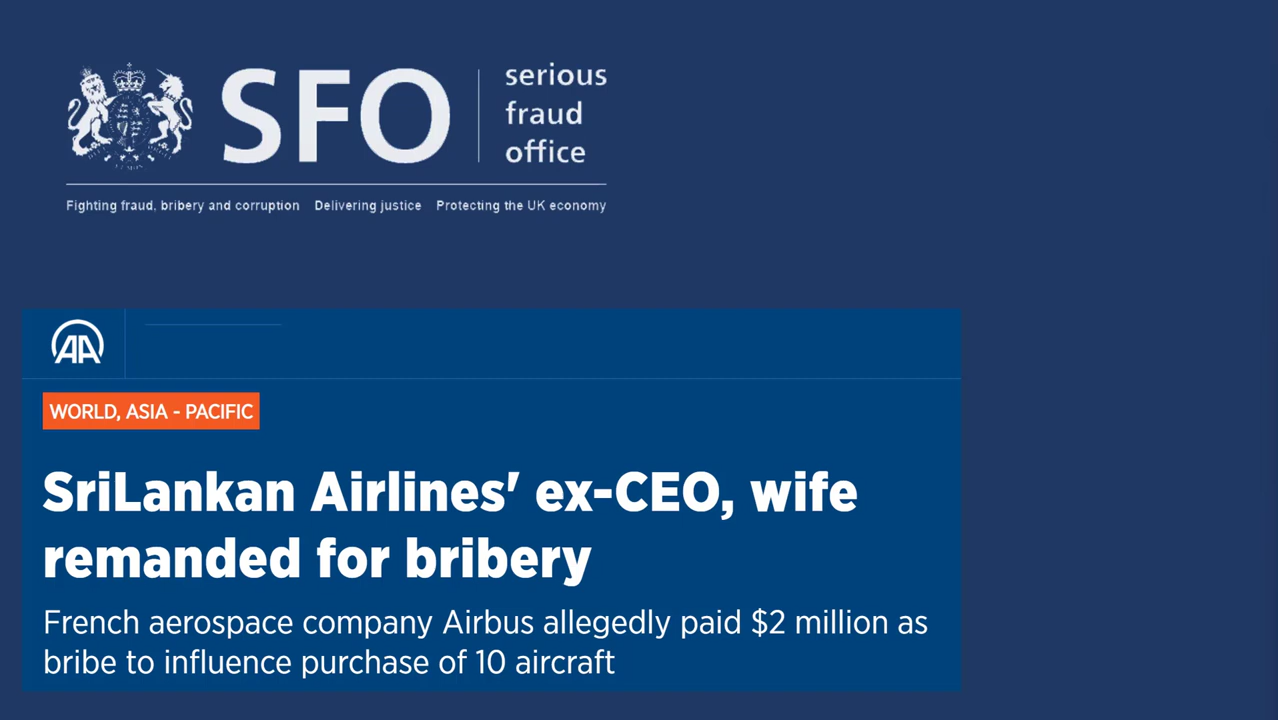 SFO
serious
fraud
office
Fighting fraud, bribery and corruption Delivering justice Protecting the UK economy
AA
WORLD, ASIA - PACIFIC
SriLankan Airlines' ex-CEO, wife
remanded for bribery
French aerospace company Airbus allegedly paid $2 million as
bribe to influence purchase of 10 aircraft